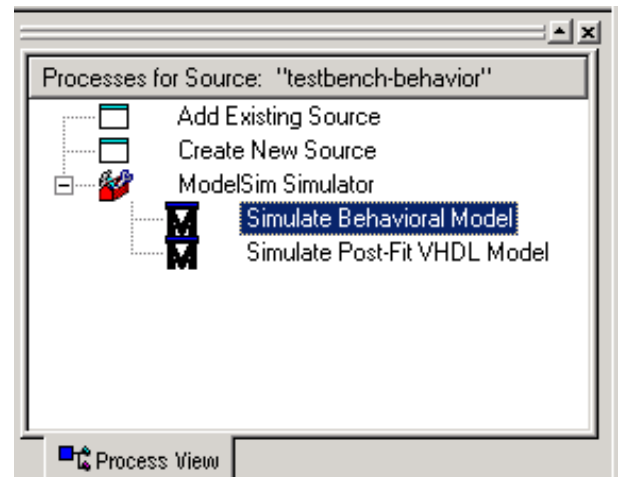 Processes for Source: "testbench-behavior"
Add Existing Source
Create New Source
ModelSim Simulator
Simulate Behavioral Model
Simulate Post-Fit VHDL Model
Process View